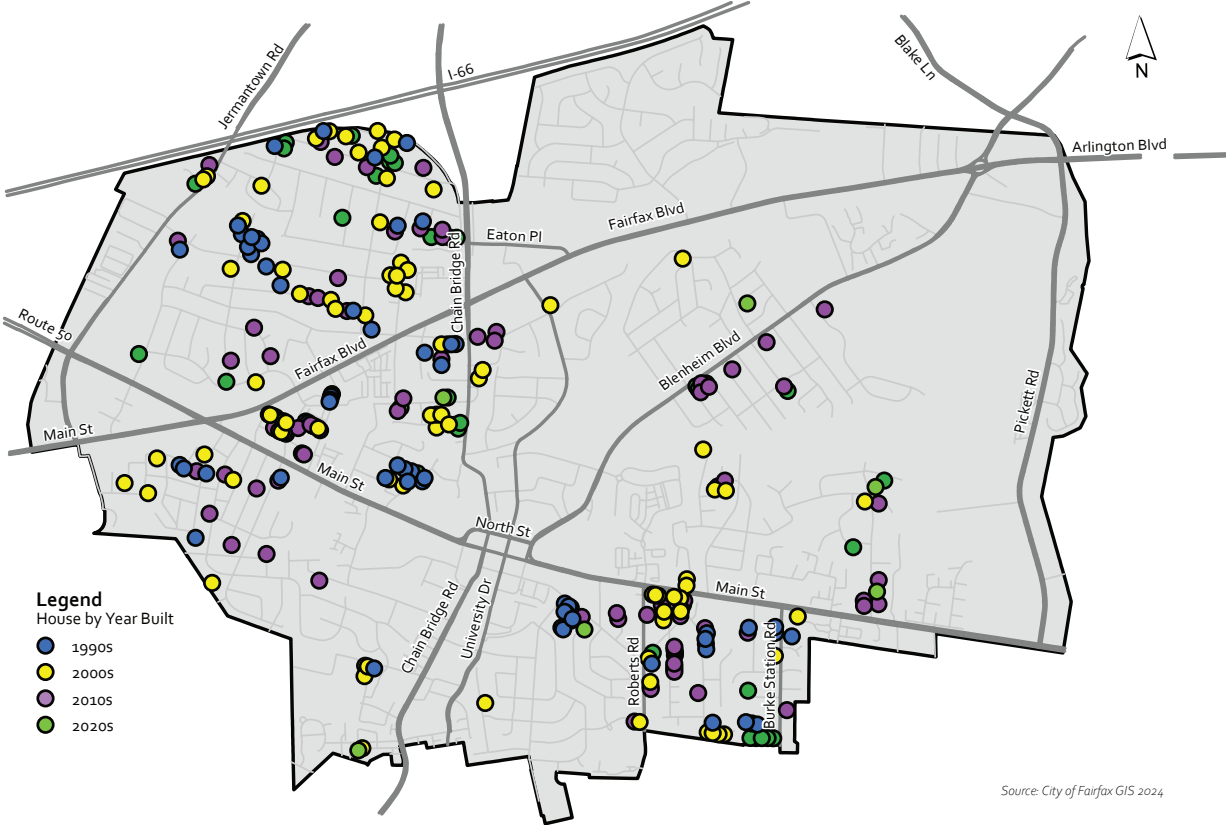 Jermantown Rd
I-66
Blake Ln
N
Arlington Blvd
Fairfax Blvd
Eaton Pl
Chain Bridge Rd
Route 50
Fairfax Blvd
Blenheim Blvd
Pickett Rd
Main St
Main St
North St
Main St
Chain Bridge Rd
University Dr
Roberts Rd
Burke Station Rd
Legend
House by Year Built
1990s
2000s
2010s
2020s
Source: City of Fairfax GIS 2024